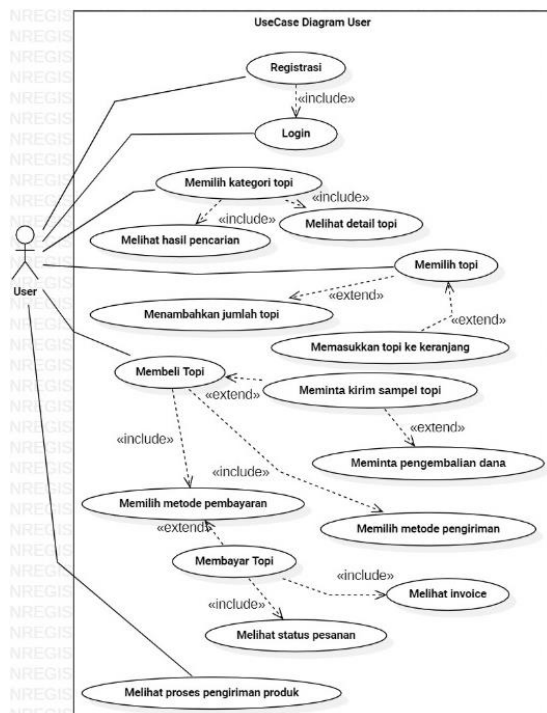 UseCase Diagram User
Registrasi
«include»
Login
Memilih kategori topi
«include»
«include»
Melihat detail topi
Melihat hasil pencarian
Memilih topi
User
«extend»
Menambahkan jumlah topi
«extend»
Memasukkan topi ke keranjang
Membeli Topi
«extend»
Meminta kirim sampel topi
«include»
«include»
Meminta pengembalian dana
Memilih metode pembayaran
«extend»
Memilih metode pengiriman
Membayar Topi
«include»
Melihat invoice
«include»
Melihat status pesanan
Melihat proses pengiriman produk